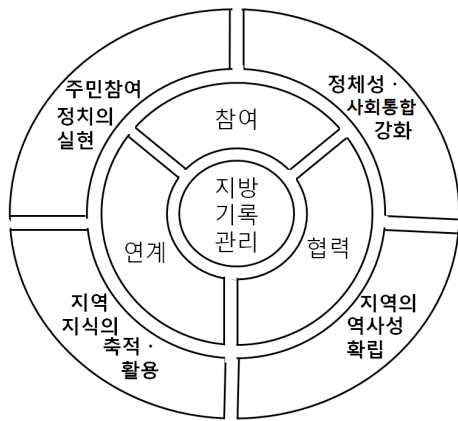 주민참여
정치의
실현
정체성 ·
사회통합
강화
참여
지방
기록
관리
연계
협력
지역
지식의
축적 ·
활용
지역의
역사성
확립